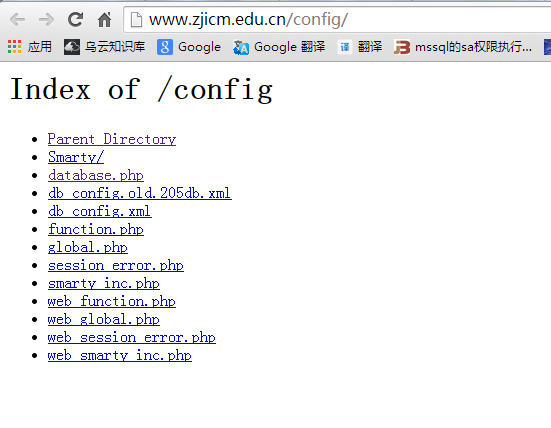 www.zjicm.edu.cn/config/
应用 乌云知识库 Google Google 翻译 翻译 mssql的sa权限执行...
Index of /config
Parent Directory
Smarty/
database.php
db_config.old.205db.xml
db_config.xml
function.php
global.php
session_error.php
smarty_inc.php
web_function.php
web_global.php
web_session_error.php
web_smarty_inc.php